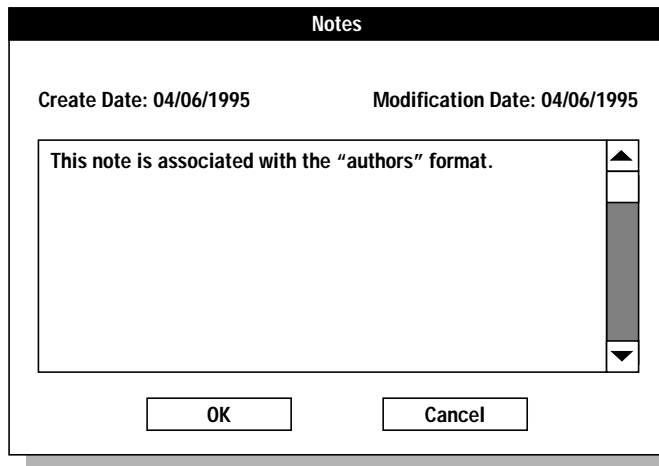 Notes
Create Date: 04/06/1995 Modification Date: 04/06/1995
This note is associated with the “authors” format.
OK Cancel